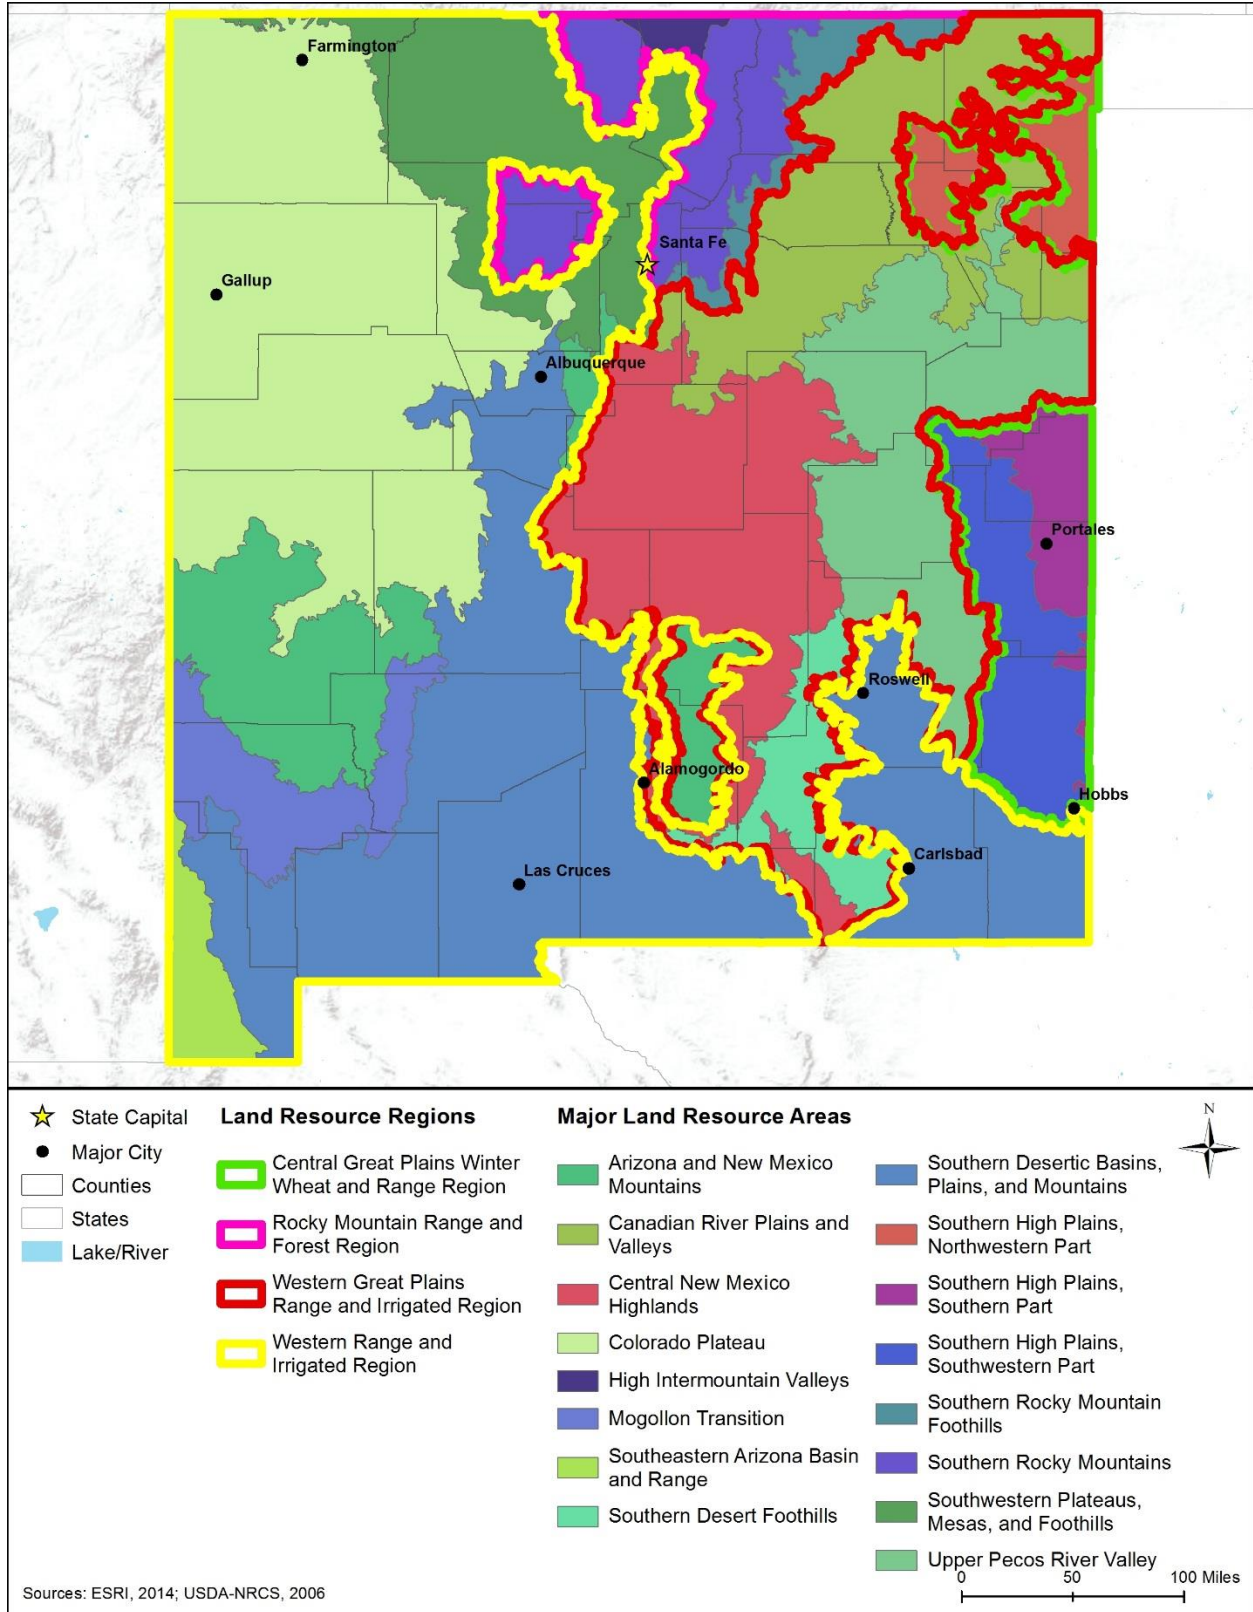 Farmington
Santa Fe
Gallup
Albuquerque
Portales
Roswell
Alamogordo
Hobbs
Carlsbad
Las Cruces
State Capital
Major City
Counties
States
Lake/River
Land Resource Regions
Central Great Plains Winter
Wheat and Range Region
Rocky Mountain Range and
Forest Region
Western Great Plains
Range and Irrigated Region
Western Range and
Irrigated Region
Major Land Resource Areas
Arizona and New Mexico
Mountains
Canadian River Plains and
Valleys
Central New Mexico
Highlands
Colorado Plateau
High Intermountain Valleys
Mogollon Transition
Southeastern Arizona Basin
and Range
Southern Desert Foothills
Southern Desertic Basins,
Plains, and Mountains
Southern High Plains,
Northwestern Part
Southern High Plains,
Southern Part
Southern High Plains,
Southwestern Part
Southern Rocky Mountain
Foothills
Southern Rocky Mountains
Southwestern Plateaus,
Mesas, and Foothills
Upper Pecos River Valley
N
0 50 100 Miles
Sources: ESRI, 2014; USDA-NRCS, 2006